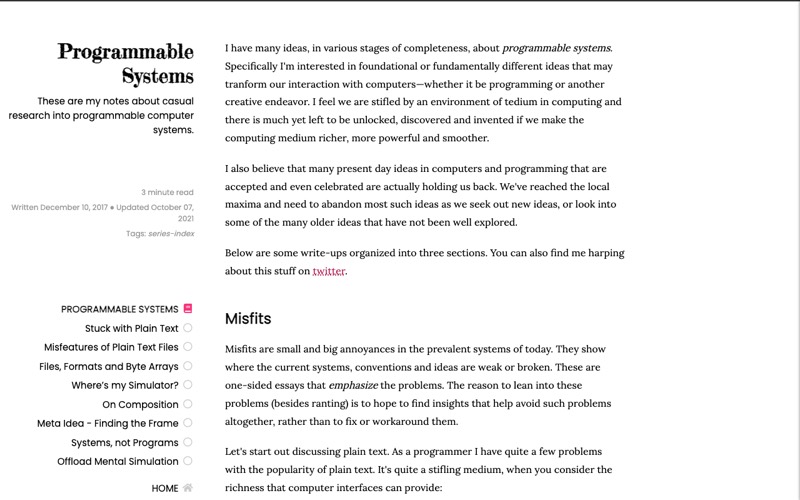 Programmable
Systems
These are my notes about casual
research into programmable computer
systems.
3 minute read
Written December 10, 2017 • Updated October 07,
2021
Tags: series-index
PROGRAMMABLE SYSTEMS
Stuck with Plain Text
Misfeatures of Plain Text Files
Files, Formats and Byte Arrays
Where's my Simulator?
On Composition
Meta Idea - Finding the Frame
Systems, not Programs
Offload Mental Simulation
HOME
I have many ideas, in various stages of completeness, about programmable systems.
Specifically I'm interested in foundational or fundamentally different ideas that may
tranform our interaction with computers—whether it be programming or another
creative endeavor. I feel we are stifled by an environment of tedium in computing and
there is much yet left to be unlocked, discovered and invented if we make the
computing medium richer, more powerful and smoother.
I also believe that many present day ideas in computers and programming that are
accepted and even celebrated are actually holding us back. We've reached the local
maxima and need to abandon most such ideas as we seek out new ideas, or look into
some of the many older ideas that have not been well explored.
Below are some write-ups organized into three sections. You can also find me harping
about this stuff on twitter.
Misfits
Misfits are small and big annoyances in the prevalent systems of today. They show
where the current systems, conventions and ideas are weak or broken. These are
one-sided essays that emphasize the problems. The reason to lean into these
problems (besides ranting) is to hope to find insights that help avoid such problems
altogether, rather than to fix or workaround them.
Let's start out discussing plain text. As a programmer I have quite a few problems
with the popularity of plain text. It's quite a stifling medium, when you consider the
richness that computer interfaces can provide: